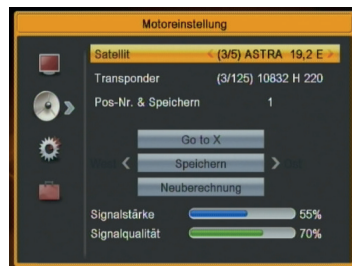 Motoreinstellung
Satellit (3/5) ASTRA 19,2 E
Transponder (3/125) 10832 H 220
Pos-Nr. & Speichern 1
Go to X
Speichern
Neuberechnung
Signalstärke 55%
Signalqualität 70%